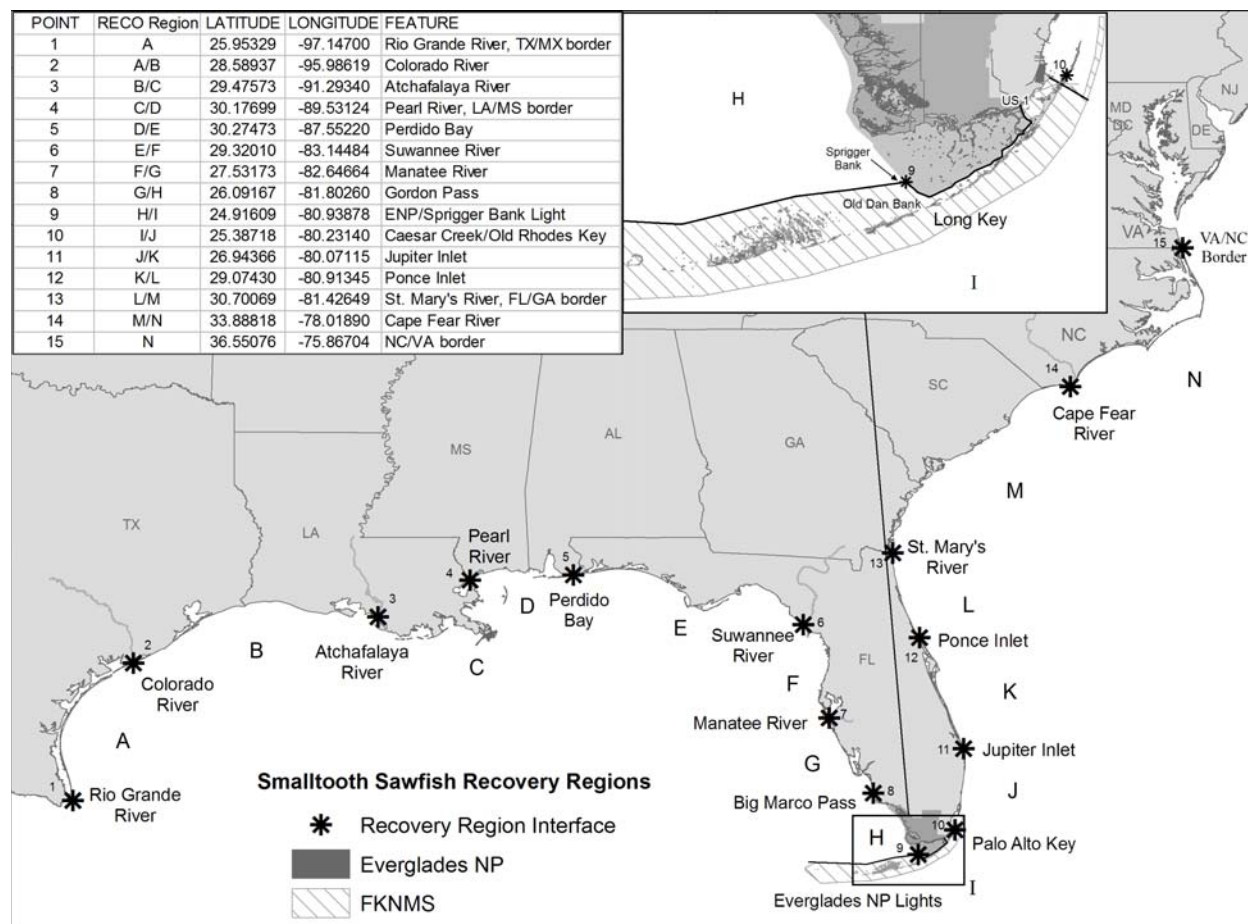 POINT RECO Region LATITUDE LONGITUDE FEATURE
1 A 25.95329 -97.14700 Rio Grande River, TX/MX border
2 A/B 28.58937 -95.98619 Colorado River
3 B/C 29.47573 -91.29340 Atchafalaya River
4 C/D 30.17699 -89.53124 Pearl River, LA/MS border
5 D/E 30.27473 -87.55220 Perdido Bay
6 E/F 29.32010 -83.14484 Suwannee River
7 F/G 27.53173 -82.64664 Manatee River
8 G/H 26.09167 -81.80260 Gordon Pass
9 H/I 24.91609 -80.93878 ENP/Sprigger Bank Light
10 I/J 25.38718 -80.23140 Caesar Creek/Old Rhodes Key
11 J/K 26.94366 -80.07115 Jupiter Inlet
12 K/L 29.07430 -80.91345 Ponce Inlet
13 L/M 30.70069 -81.42649 St. Mary's River, FL/GA border
14 M/N 33.88818 -78.01890 Cape Fear River
15 N 36.55076 -75.86704 NC/VA border
H
10
US 1
Sprigger
Bank
9
Old Dan Bank
Long Key
I
MD
DC
NJ
DE
VA
15
VA/NC
Border
NC
N
14
Cape Fear
River
SC
GA
AL
MS
LA
TX
M
Pearl
River
4
5
D
Perdido
Bay
13
St. Mary's
River
L
3
Atchafalaya
River
B
C
E
Suwannee
River
6
FL
12
Ponce Inlet
2
Colorado
River
F
K
A
Manatee River
7
11
Jupiter Inlet
G
1
Rio Grande
River
Big Marco Pass
8
J
H
10
Palo Alto Key
9
I
Everglades NP Lights
Smalltooth Sawfish Recovery Regions
Recovery Region Interface
Everglades NP
FKNMS